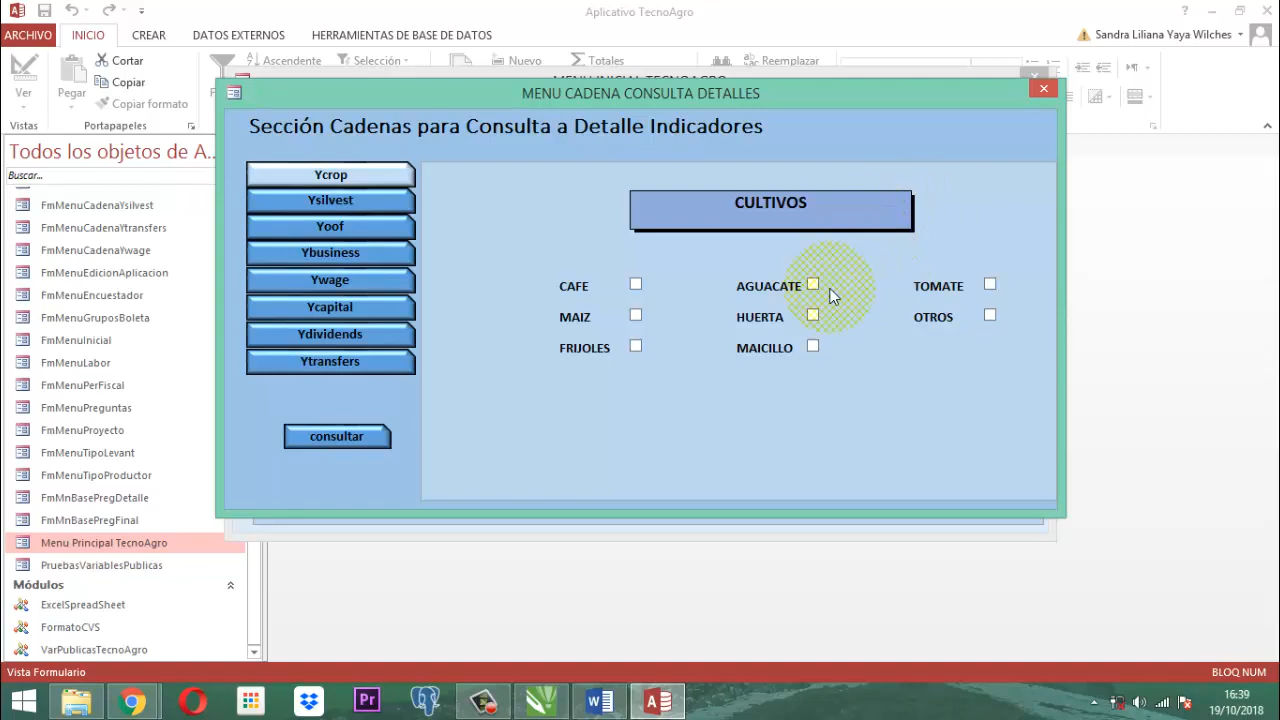 Aplicativo TecnoAgro
ARCHIVO INICIO CREAR DATOS EXTERNOS HERRAMIENTAS DE BASE DE DATOS Sandra Liliana Yaya Wilches
Ver
Vistas
Pegar
Cortar
Copiar
Copiar formato
Portapapeles
Ascendente Selección Nuevo Totales Reemplazar
MENU INICIAL TECNOAGRO
MENU CADENA CONSULTA DETALLES
Sección Cadenas para Consulta a Detalle Indicadores
Ycrop
Ysilvest
Yoof
Ybusiness
Ywage
Ycapital
Ydividends
Ytransfers
consultar
CULTIVOS
CAFE AGUACATE TOMATE
MAIZ HUERTA OTROS
FRIJOLES MAICILLO
Todos los objetos de A...
Buscar...
FmMenuCadenaYsilvest
FmMenuCadenaYtransfers
FmMenuCadenaYwage
FmMenuEdicionAplicacion
FmMenuEncuestador
FmMenuGruposBoleta
FmMenuInicial
FmMenuLabor
FmMenuPerFiscal
FmMenuPreguntas
FmMenuProyecto
FmMenuTipoLevant
FmMenuTipoProductor
FmMnBasePregDetalle
FmMnBasePregFinal
Menu Principal TecnoAgro
PruebasVariablesPublicas
Módulos
ExcelSpreadSheet
FormatoCVS
VarPublicasTecnoAgro
Vista Formulario BLOQ NUM
Pr W A
16:39
19/10/2018